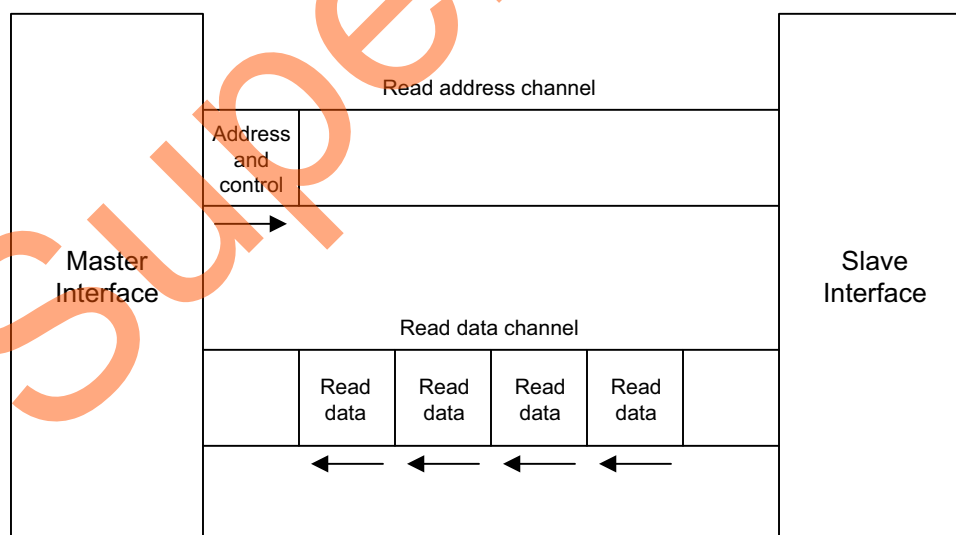 Read address channel
Address
and
control
Master
Interface
Slave
Interface
Read data channel
Read
data
Read
data
Read
data
Read
data
Supe